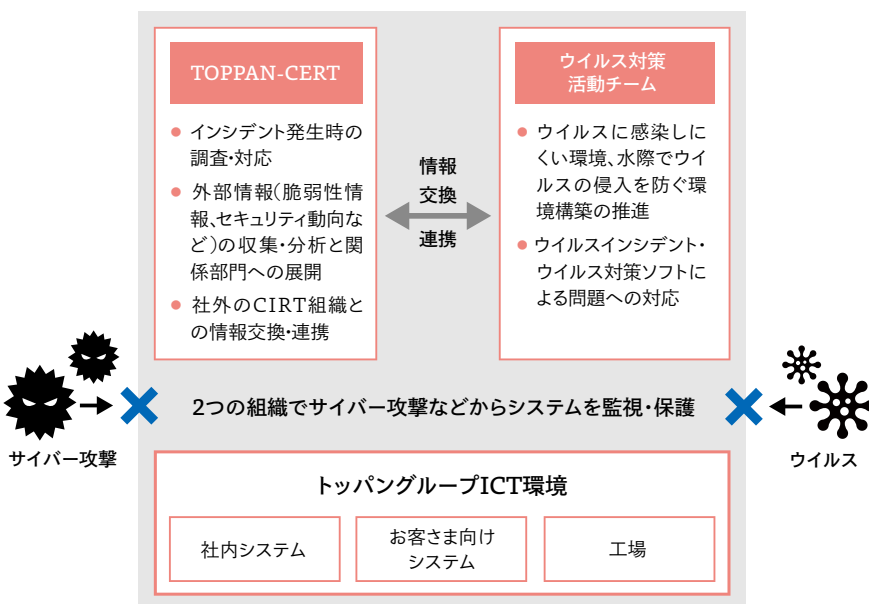 TOPPAN-CERT
インシデント発生時の
調査・対応
外部情報（脆弱性情
報、セキュリティ動向な
ど）の収集・分析と関
係部門への展開
社外のCIRT組織と
の情報交換・連携
情報
交換
連携
ウイルス対策
活動チーム
ウイルスに感染しに
くい環境、水際でウイ
ルスの侵入を防ぐ環
境構築の推進
ウイルスインシデント・
ウイルス対策ソフトに
よる問題への対応
サイバー攻撃
2つの組織でサイバー攻撃などからシステムを監視・保護
ウイルス
トッパングループICT環境
社内システム
お客さま向け
システム
工場